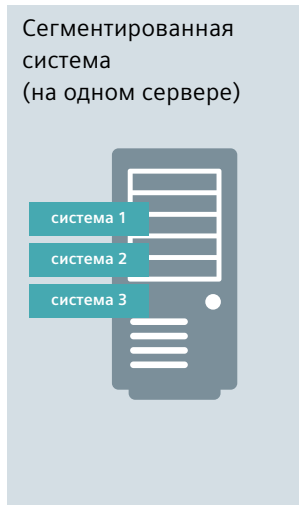 Сегментированная
система
(на одном сервере)
система 1
система 2
система 3